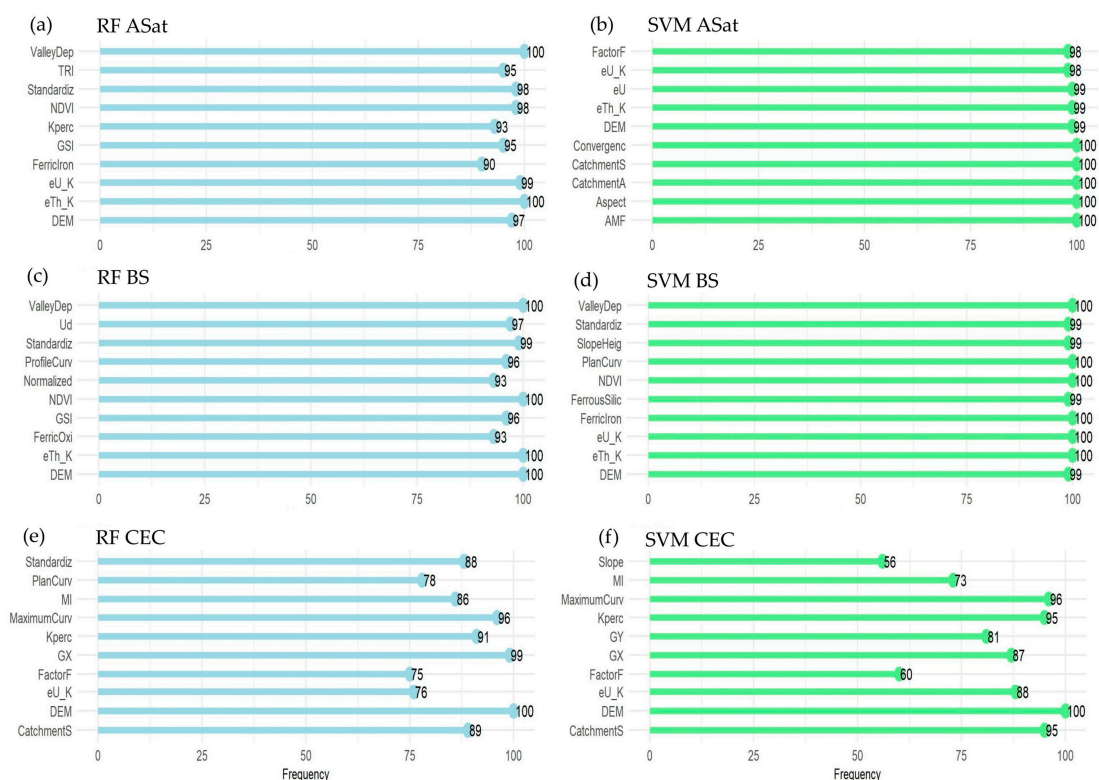 (a) RF ASat
ValleyDep 100
TRI 95
Standardiz 98
NDVI 98
Kperc 93
GSI 95
FerricIron 90
eU_K 99
eTh_K 100
DEM 97
0 25 50 75 100
(b) SVM ASat
FactorF 98
eU_K 98
eU 99
eTh_K 99
DEM 99
Convergenc 100
CatchmentS 100
CatchmentA 100
Aspect 100
AMF 100
0 25 50 75 100
(c) RF BS
ValleyDep 100
Ud 97
Standardiz 99
ProfileCurv 96
Normalized 93
NDVI 100
GSI 96
FerricOxi 93
eTh_K 100
DEM 100
0 25 50 75 100
(d) SVM BS
ValleyDep 100
Standardiz 99
SlopeHeig 99
PlanCurv 100
NDVI 100
FerrousSilic 99
FerricIron 100
eU_K 100
eTh_K 100
DEM 99
0 25 50 75 100
(e) RF CEC
Standardiz 88
PlanCurv 78
MI 86
MaximumCurv 96
Kperc 91
GX 99
FactorF 75
eU_K 76
DEM 100
CatchmentS 89
0 25 50 75 100
Frequency
(f) SVM CEC
Slope 56
MI 73
MaximumCurv 96
Kperc 95
GY 81
GX 87
FactorF 60
eU_K 88
DEM 100
CatchmentS 95
0 25 50 75 100
Frequency